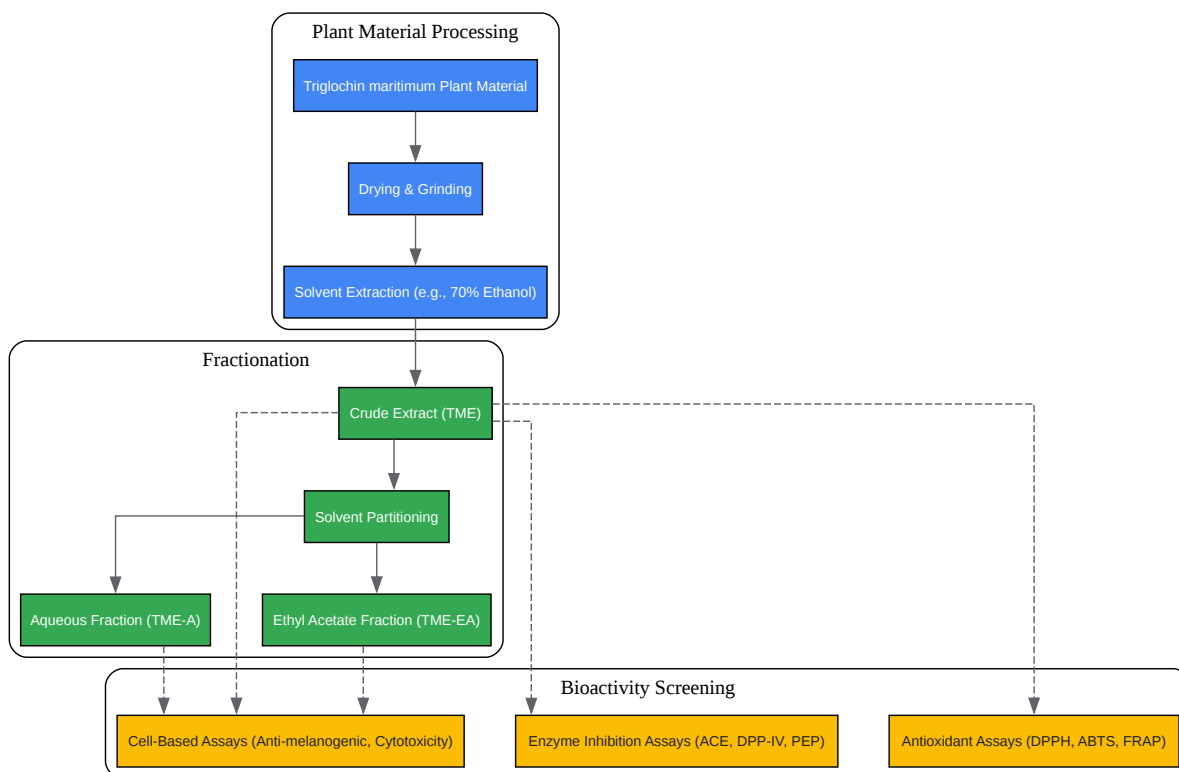 Plant Material Processing
Triglochin maritimum Plant Material
Drying & Grinding
Solvent Extraction (e.g., 70% Ethanol)
Fractionation
Crude Extract (TME)
Solvent Partitioning
Aqueous Fraction (TME-A)
Ethyl Acetate Fraction (TME-EA)
Bioactivity Screening
Cell-Based Assays (Anti-melanogenic, Cytotoxicity)
Enzyme Inhibition Assays (ACE, DPP-IV, PEP)
Antioxidant Assays (DPPH, ABTS, FRAP)